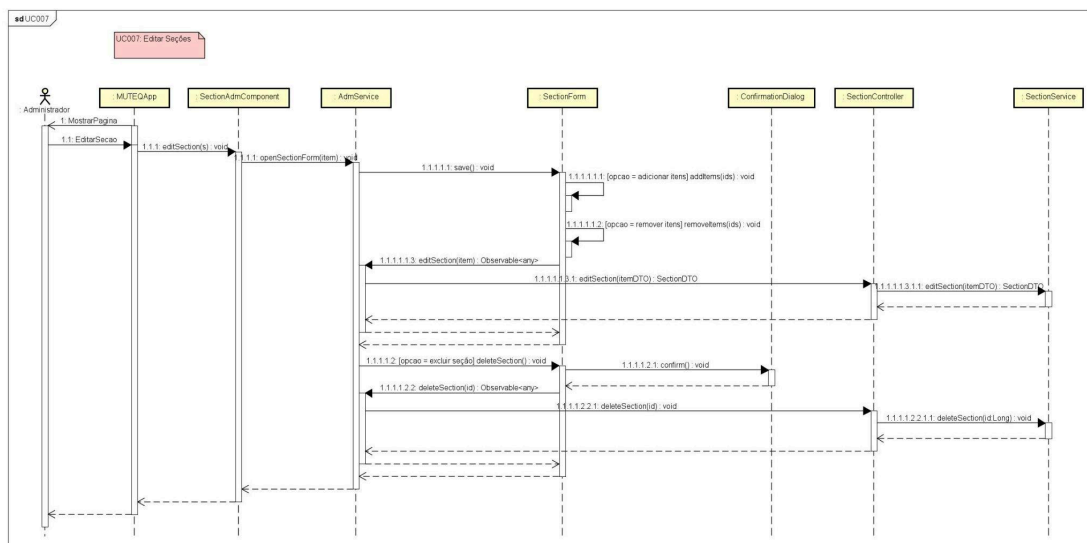 sd UC007
UC007: Editar Seções
: Administrador
: MUTEQApp
: SectionAdmComponent
: AdmService
: SectionForm
: ConfirmationDialog
: SectionController
: SectionService
1: MostrarPagina
1.1: EditarSecao
1.1.1: editSection(s) : void
1.1.1.1: openSectionForm(item) : void
1.1.1.1.1: save() : void
1.1.1.1.1.1: [opcao = adicionar itens] addItems(ids) : void
1.1.1.1.1.2: [opcao = remover itens] removeItems(ids) : void
1.1.1.1.1.3: editSection(item) : Observable<any>
1.1.1.1.1.3.1: editSection(itemDTO) : SectionDTO
1.1.1.1.1.3.1.1: editSection(itemDTO) : SectionDTO
1.1.1.1.2: [opcao = excluir seção] deleteSection() : void
1.1.1.1.2.1: confirm() : void
1.1.1.1.2.2: deleteSection(id) : Observable<any>
1.1.1.1.2.2.1: deleteSection(id) : void
1.1.1.1.2.2.1.1: deleteSection(id:Long) : void